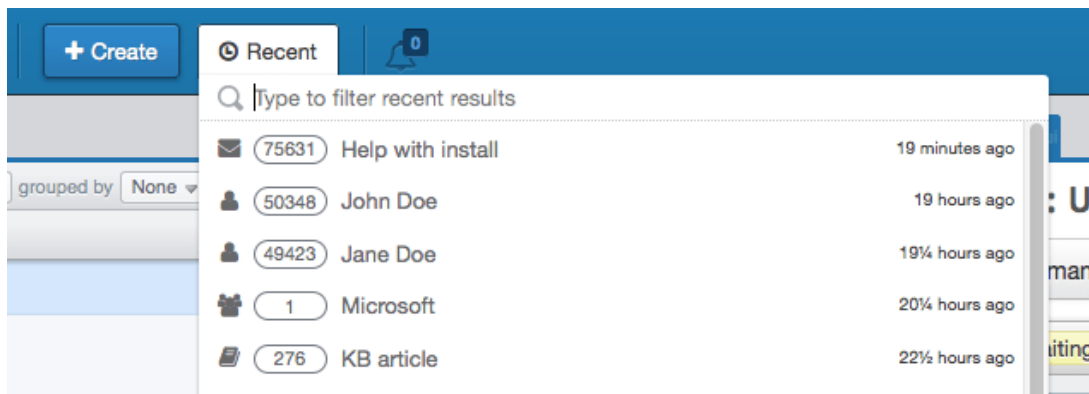 + Create
Recent
0
Type to filter recent results
75631 Help with install 19 minutes ago
grouped by None
50348 John Doe 19 hours ago
: U
49423 Jane Doe 19¼ hours ago
1 Microsoft 20¼ hours ago
276 KB article 22½ hours ago